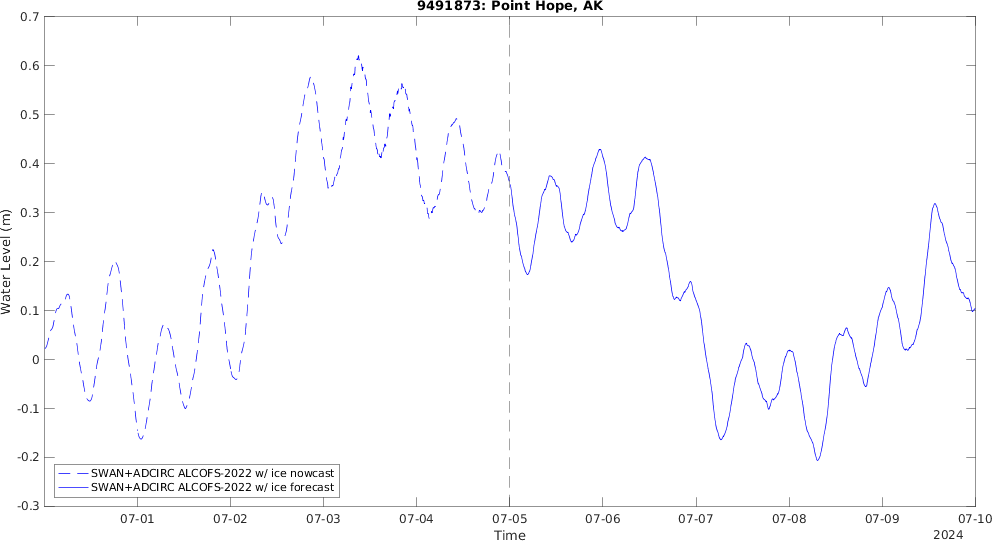 9491873: Point Hope, AK
0.7
0.6
0.5
0.4
0.3
0.2
0.1
0
-0.1
-0.2
-0.3
Water Level (m)
SWAN+ADCIRC ALCOFS-2022 w/ ice nowcast
SWAN+ADCIRC ALCOFS-2022 w/ ice forecast
07-01 07-02 07-03 07-04 07-05 07-06 07-07 07-08 07-09 07-10
Time
2024